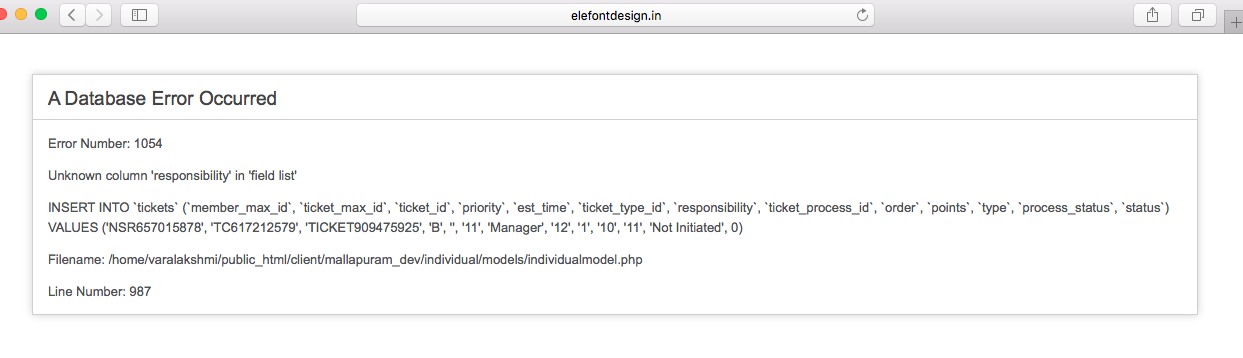 elefontdesign.in
A Database Error Occurred
Error Number: 1054
Unknown column 'responsibility' in 'field list'
INSERT INTO `tickets` (`member_max_id`, `ticket_max_id`, `ticket_id`, `priority`, `est_time`, `ticket_type_id`, `responsibility`, `ticket_process_id`, `order`, `points`, `type`, `process_status`, `status`)
VALUES ('NSR657015878', 'TC617212579', 'TICKET909475925', 'B', '', '11', 'Manager', '12', '1', '10', '11', 'Not Initiated', 0)
Filename: /home/varalakshmi/public_html/client/mallapuram_dev/individual/models/individualmodel.php
Line Number: 987